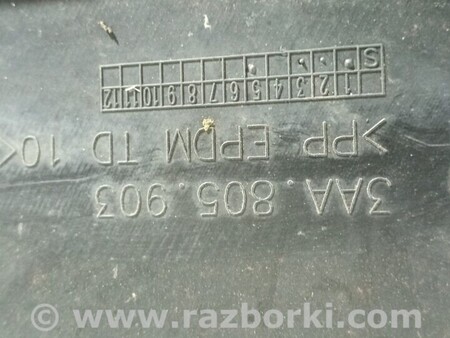 3AA.805.903
>PP EPDM TD 10<
1 2 3 4 5 6 7 8 9 10 11 12
S
© www.razborki.com